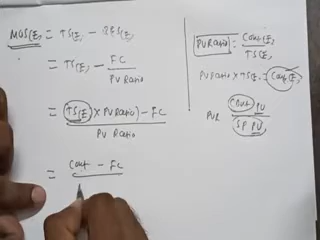 MOS(₹) = TS(₹) - BES(₹)
= TS(₹) - FC / PV Ratio
= (TS(₹) × PV Ratio) - FC / PV Ratio
= Cont - FC
PV Ratio = Cont(₹) / TS(₹)
PV Ratio × TS(₹) = Cont(₹)
PVR Cont PU / SP PU